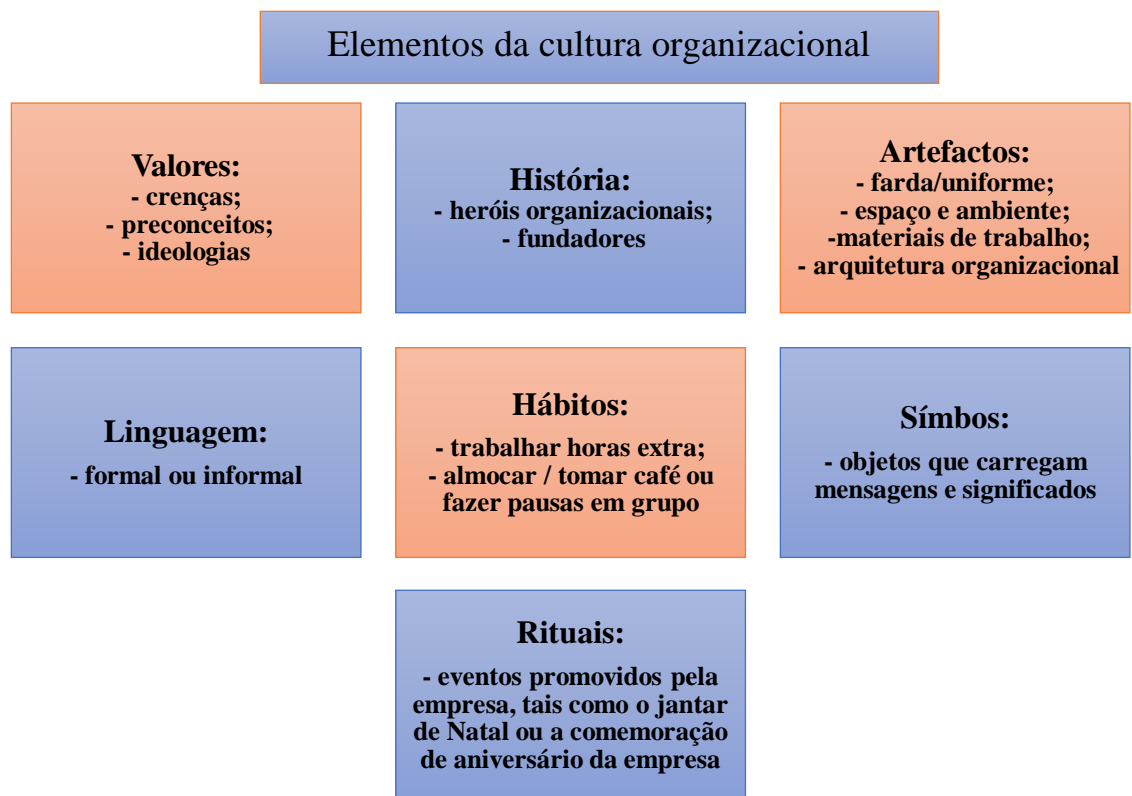 Elementos da cultura organizacional
Valores:
- crenças;
- preconceitos;
- ideologias
História:
- heróis organizacionais;
- fundadores
Artefactos:
- farda/uniforme;
- espaço e ambiente;
-materiais de trabalho;
- arquitetura organizacional
Linguagem:
- formal ou informal
Hábitos:
- trabalhar horas extra;
- almocar / tomar café ou
fazer pausas em grupo
Símbos:
- objetos que carregam
mensagens e significados
Rituais:
- eventos promovidos pela
empresa, tais como o jantar
de Natal ou a comemoração
de aniversário da empresa